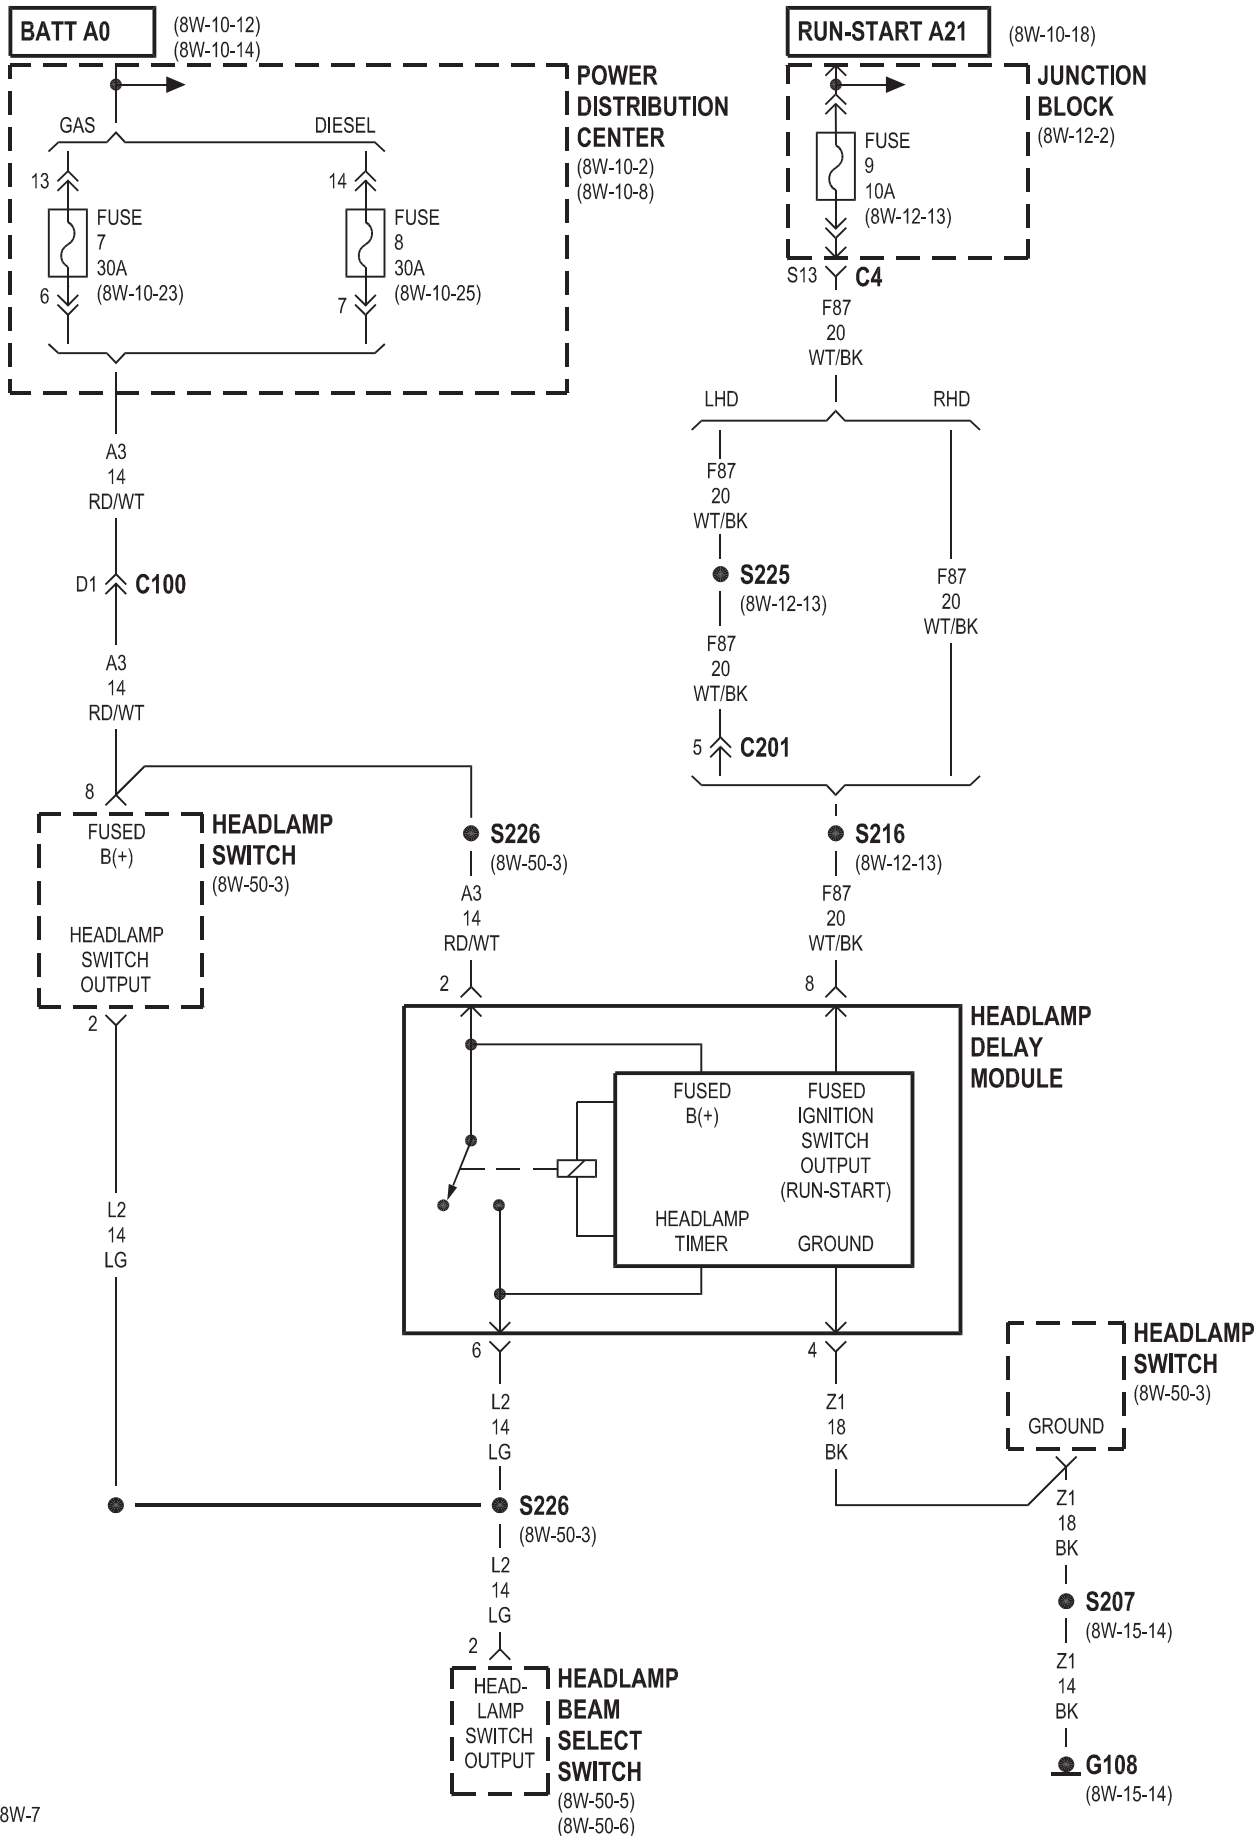 BATT A0
(8W-10-12)
(8W-10-14)
RUN-START A21
(8W-10-18)
POWER
DISTRIBUTION
CENTER
(8W-10-2)
(8W-10-8)
GAS
DIESEL
13
FUSE
7
30A
(8W-10-23)
6
14
FUSE
8
30A
(8W-10-25)
7
JUNCTION
BLOCK
(8W-12-2)
FUSE
9
10A
(8W-12-13)
S13
C4
F87
20
WT/BK
LHD
RHD
F87
20
WT/BK
S225
(8W-12-13)
F87
20
WT/BK
5
C201
F87
20
WT/BK
A3
14
RD/WT
D1
C100
A3
14
RD/WT
8
FUSED
B(+)
HEADLAMP
SWITCH
OUTPUT
HEADLAMP
SWITCH
(8W-50-3)
2
S226
(8W-50-3)
A3
14
RD/WT
2
S216
(8W-12-13)
F87
20
WT/BK
8
HEADLAMP
DELAY
MODULE
FUSED
B(+)
FUSED
IGNITION
SWITCH
OUTPUT
(RUN-START)
HEADLAMP
TIMER
GROUND
L2
14
LG
6
L2
14
LG
4
Z1
18
BK
HEADLAMP
SWITCH
(8W-50-3)
GROUND
Z1
18
BK
S207
(8W-15-14)
Z1
14
BK
G108
(8W-15-14)
S226
(8W-50-3)
L2
14
LG
2
HEAD-
LAMP
SWITCH
OUTPUT
HEADLAMP
BEAM
SELECT
SWITCH
(8W-50-5)
(8W-50-6)
8W-7